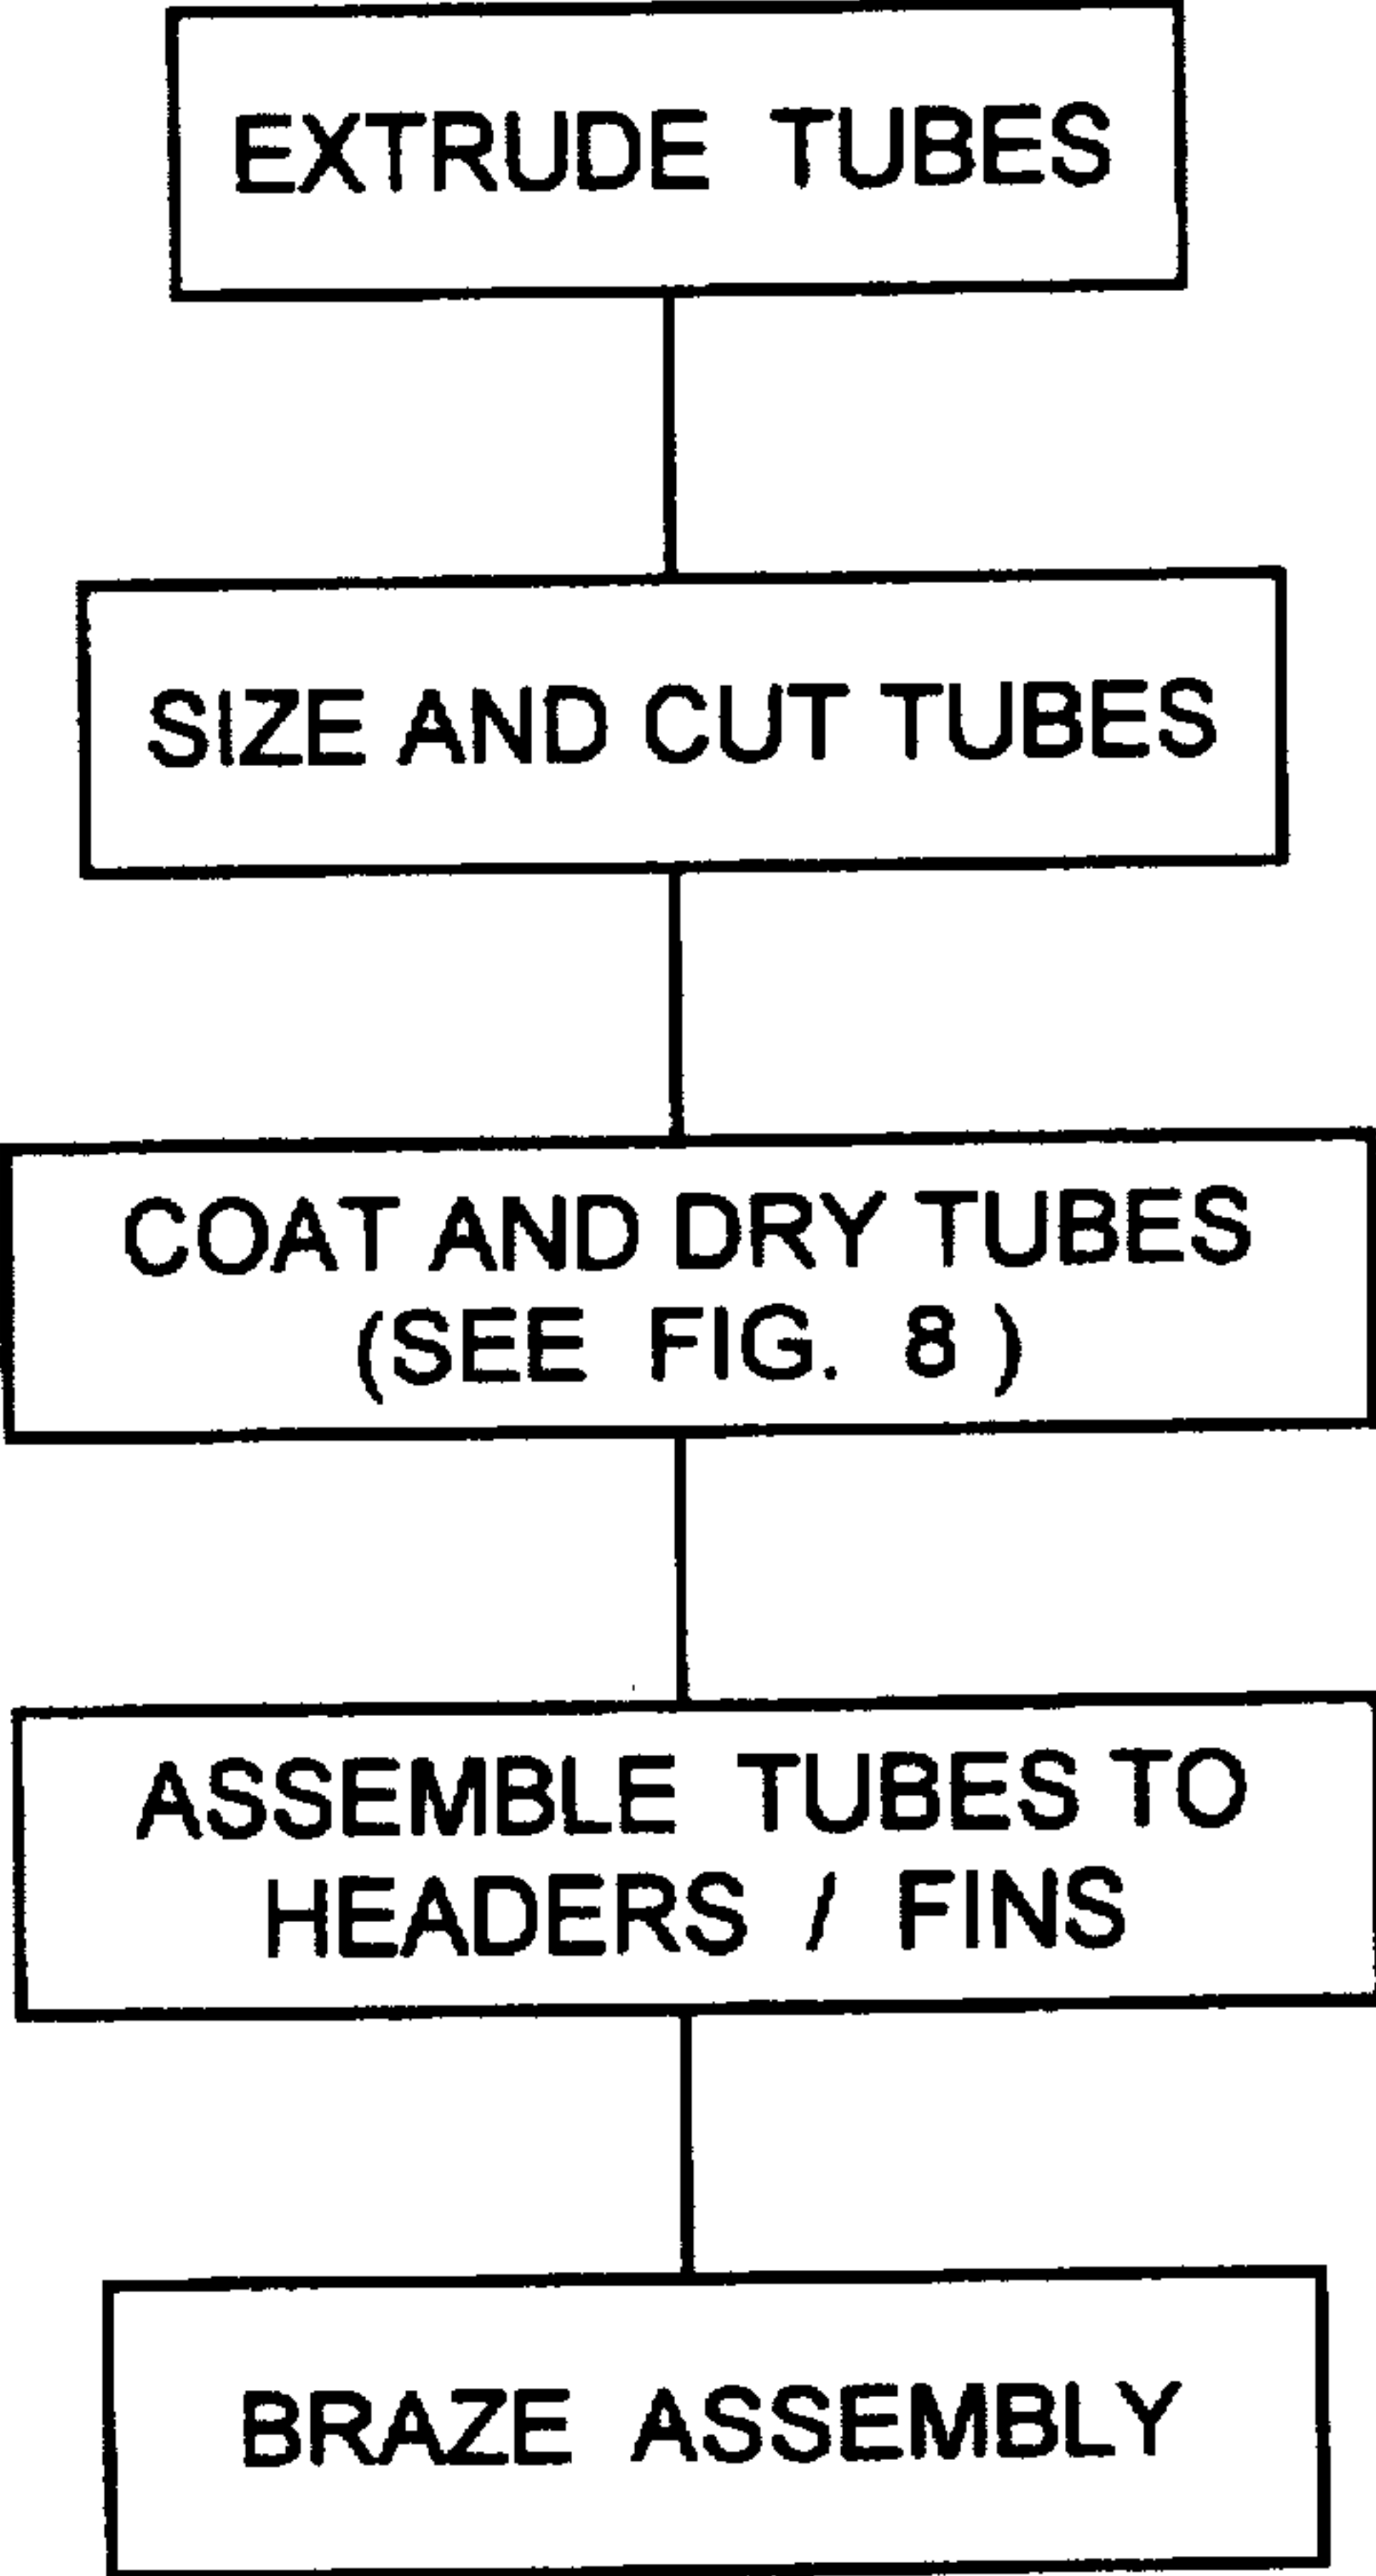 EXTRUDE TUBES
SIZE AND CUT TUBES
COAT AND DRY TUBES
(SEE FIG. 8 )
ASSEMBLE TUBES TO
HEADERS / FINS
BRAZE ASSEMBLY